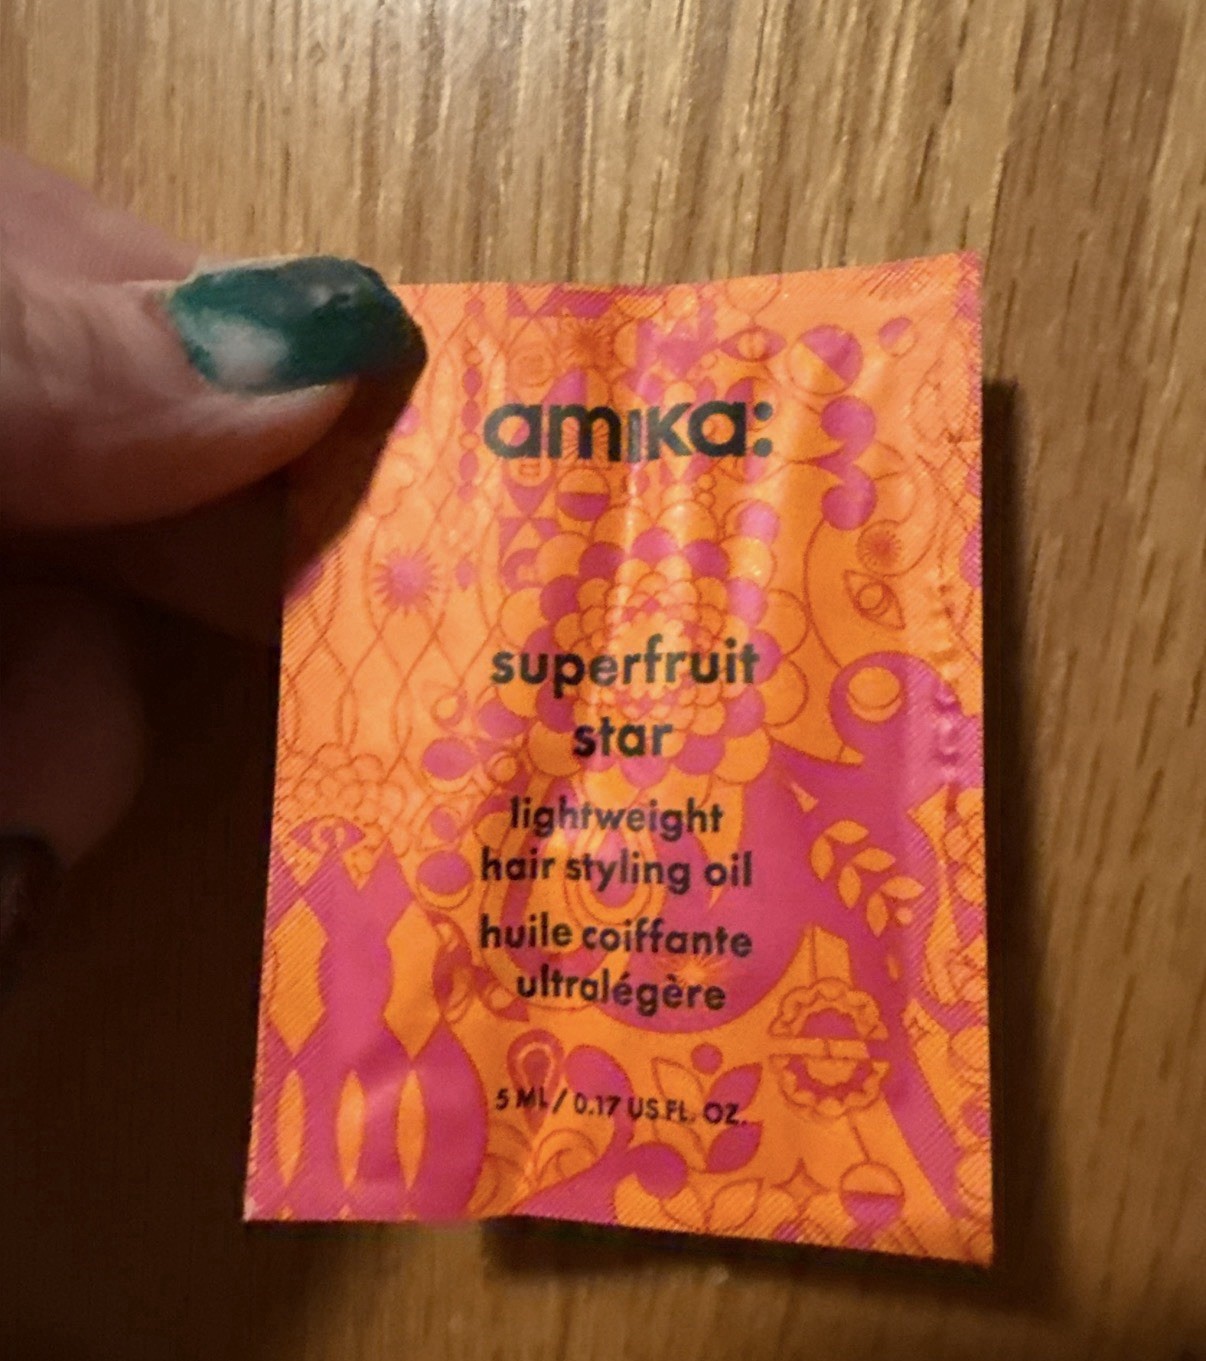 amika:
superfruit
star
lightweight
hair styling oil
huile coiffante
ultralégère
5 ML / 0.17 US FL. OZ.